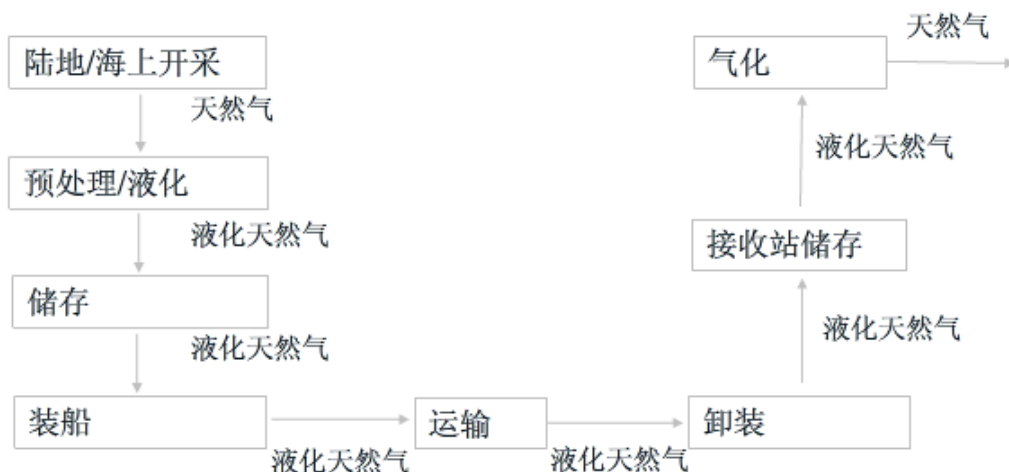 陆地/海上开采
天然气
预处理/液化
液化天然气
储存
液化天然气
装船
液化天然气
运输
液化天然气
卸装
液化天然气
接收站储存
液化天然气
气化
天然气